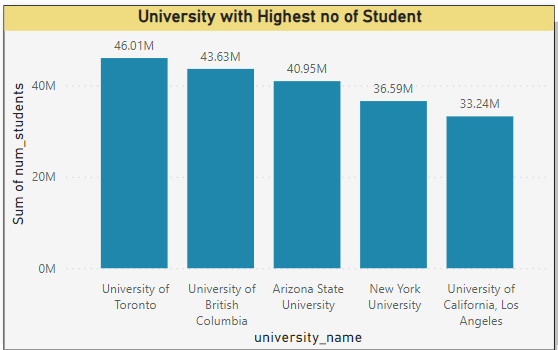 University with Highest no of Student
46.01M
43.63M
40.95M
36.59M
33.24M
Sum of num_students
40M
20M
0M
University of
Toronto
University of
British
Columbia
Arizona State
University
New York
University
University of
California, Los
Angeles
university_name